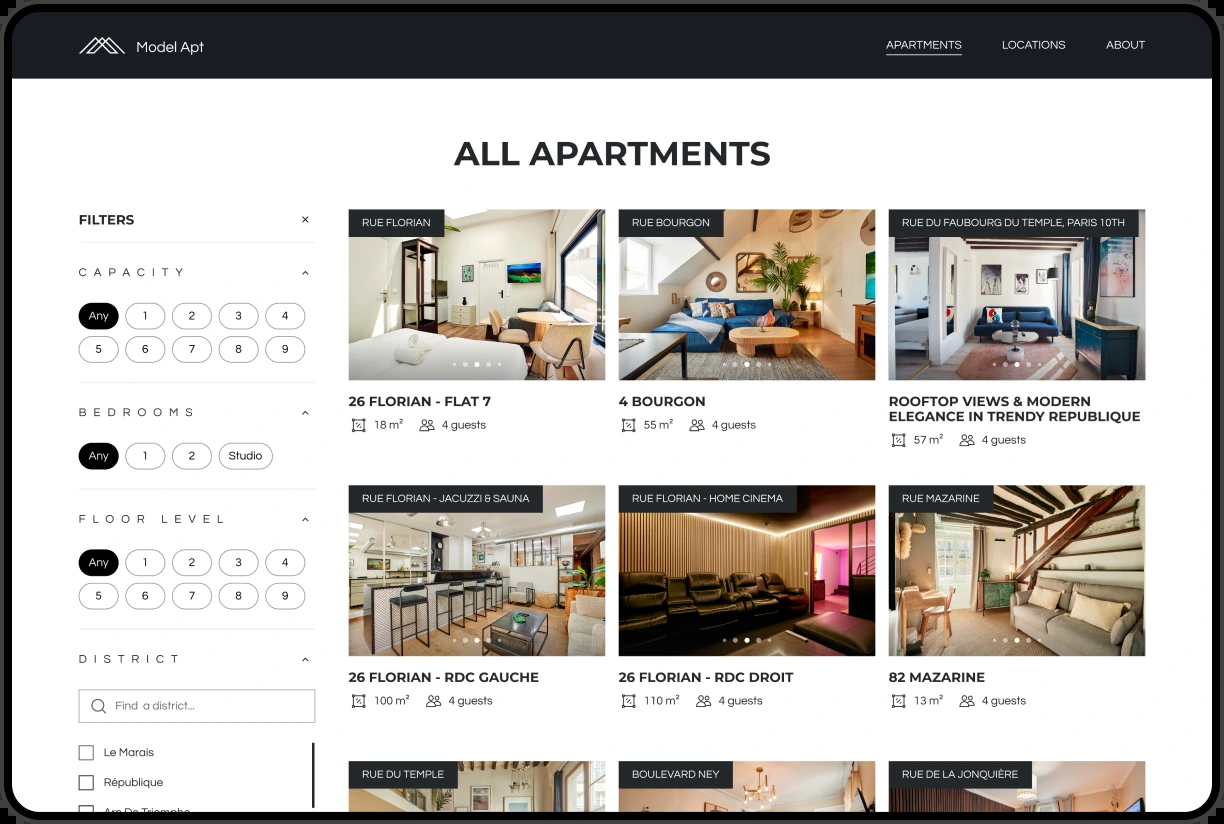 Model Apt
APARTMENTS
LOCATIONS
ABOUT
ALL APARTMENTS
FILTERS
CAPACITY
Any 1 2 3 4
5 6 7 8 9
BEDROOMS
Any 1 2 Studio
FLOOR LEVEL
Any 1 2 3 4
5 6 7 8 9
DISTRICT
Find a district...
Le Marais
République
Arc De Triomphe
RUE FLORIAN
26 FLORIAN - FLAT 7
18 m² 4 guests
RUE BOURGON
4 BOURGON
55 m² 4 guests
RUE DU FAUBOURG DU TEMPLE, PARIS 10TH
ROOFTOP VIEWS & MODERN
ELEGANCE IN TRENDY REPUBLIQUE
57 m² 4 guests
RUE FLORIAN - JACUZZI & SAUNA
26 FLORIAN - RDC GAUCHE
100 m² 4 guests
RUE FLORIAN - HOME CINEMA
26 FLORIAN - RDC DROIT
110 m² 4 guests
RUE MAZARINE
82 MAZARINE
13 m² 4 guests
RUE DU TEMPLE
BOULEVARD NEY
RUE DE LA JONQUIÈRE